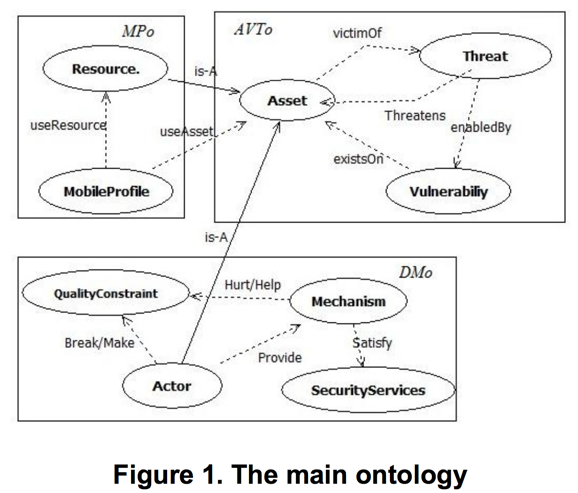 MPo
AVTo
victimOf
Resource.
is-A
Threat
Asset
useResource
useAsset
Threatens
enabledBy
existsOn
MobileProfile
Vulnerabiliy
is-A
DMo
QualityConstraint
Hurt/Help
Mechanism
Break/Make
Provide
Satisfy
Actor
SecurityServices
Figure 1. The main ontology